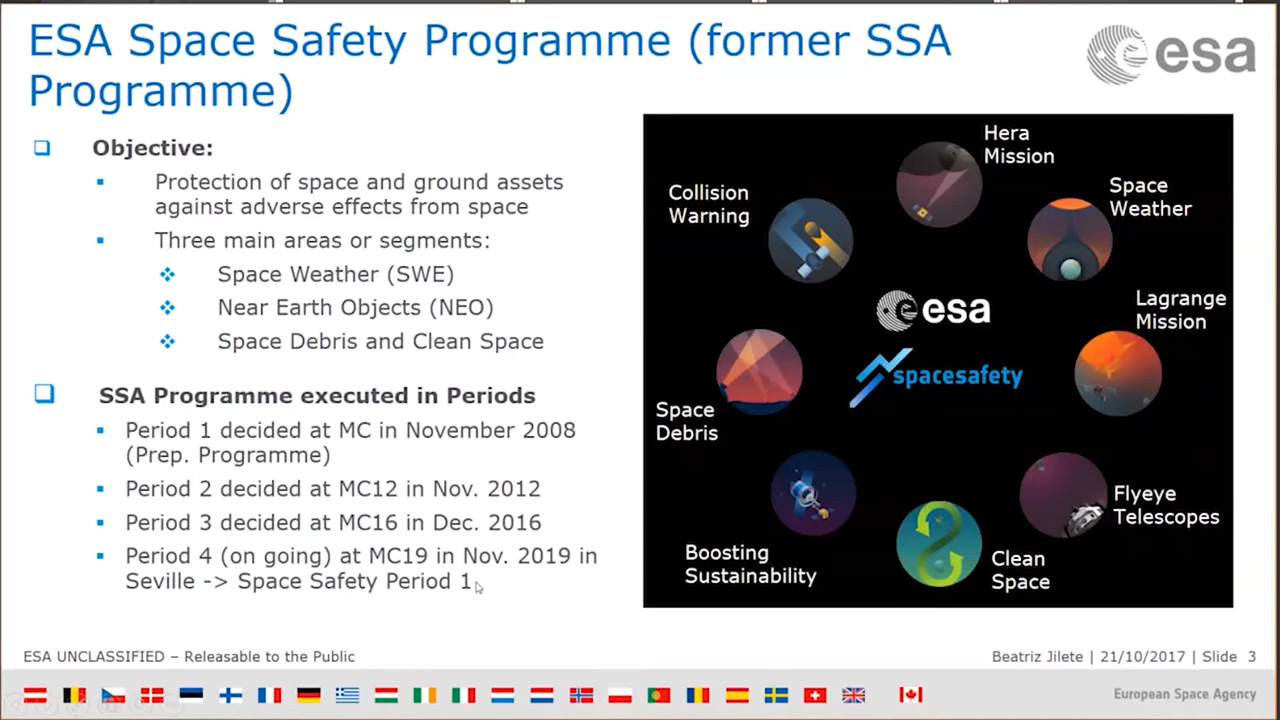 ESA Space Safety Programme (former SSA
Programme)
esa
Objective:
Protection of space and ground assets
against adverse effects from space
Three main areas or segments:
Space Weather (SWE)
Near Earth Objects (NEO)
Space Debris and Clean Space
SSA Programme executed in Periods
Period 1 decided at MC in November 2008
(Prep. Programme)
Period 2 decided at MC12 in Nov. 2012
Period 3 decided at MC16 in Dec. 2016
Period 4 (on going) at MC19 in Nov. 2019 in
Seville -> Space Safety Period 1
Hera
Mission
Space
Weather
Lagrange
Mission
Flyeye
Telescopes
Clean
Space
Boosting
Sustainability
Space
Debris
Collision
Warning
esa
spacesafety
ESA UNCLASSIFIED – Releasable to the Public
Beatriz Jilete | 21/10/2017 | Slide 3
European Space Agency